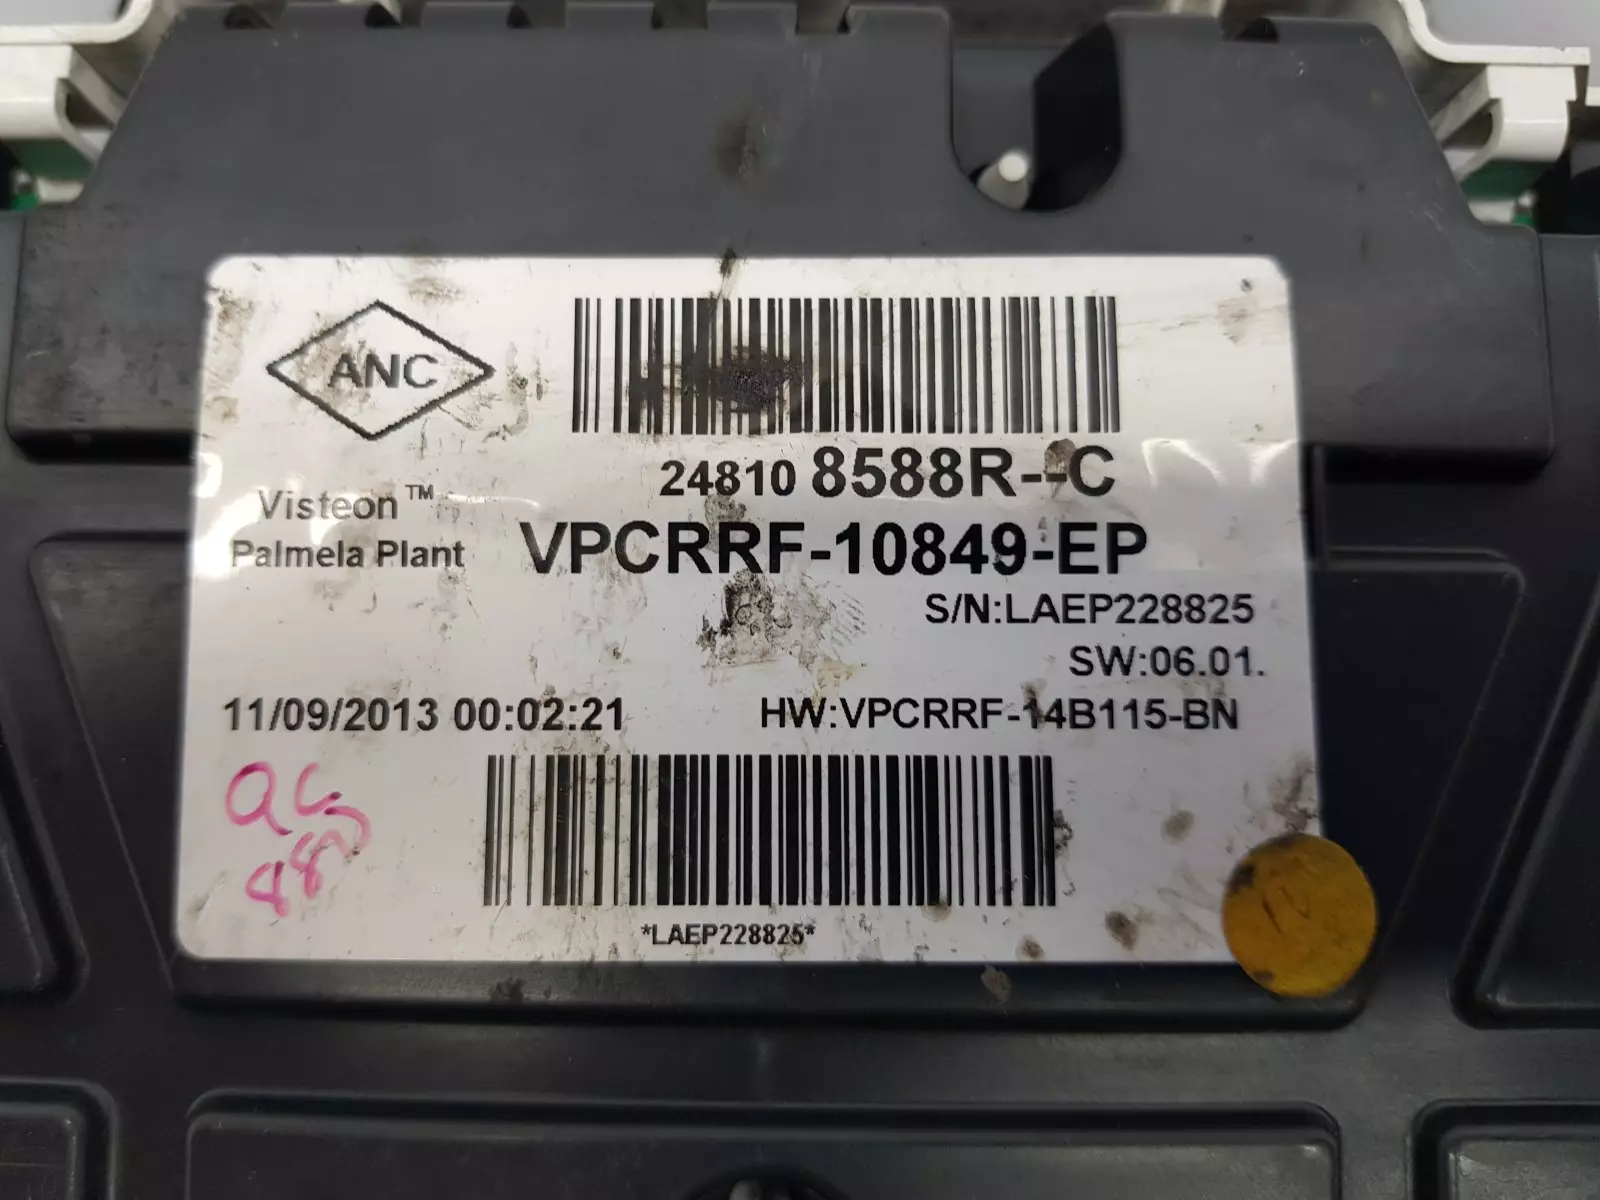 ANC
24810 8588R--C
Visteon™
Palmela Plant
VPCRRF-10849-EP
S/N:LAEP228825
SW:06.01.
11/09/2013 00:02:21
HW:VPCRRF-14B115-BN
*LAEP228825*